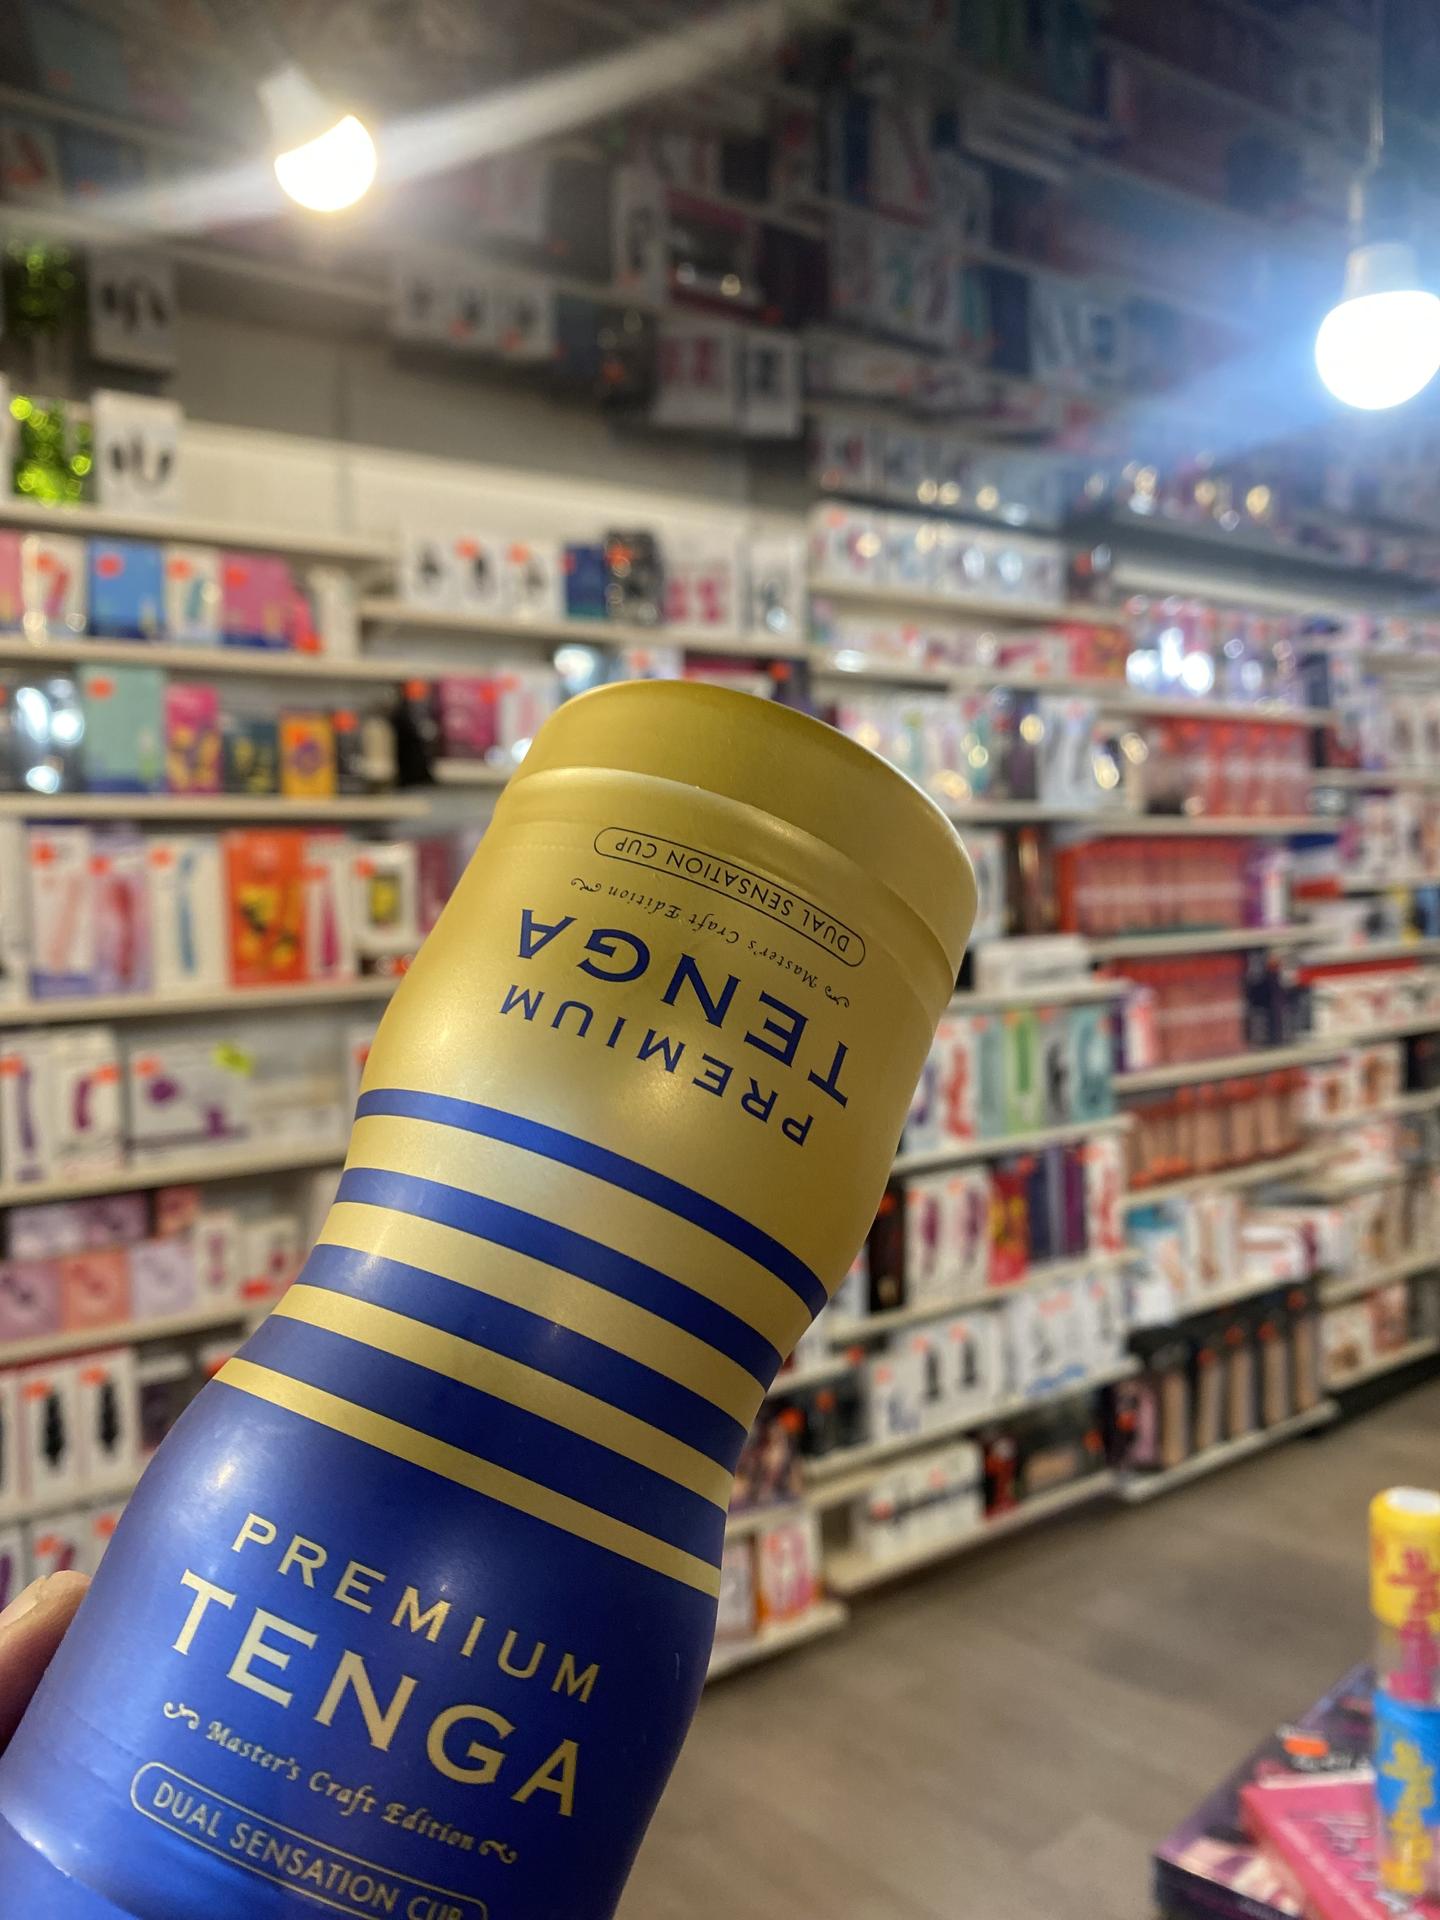 DUAL SENSATION CUP
Master's Craft Edition
TENGA
PREMIUM
PREMIUM
TENGA
Master's Craft Edition
DUAL SENSATION CUP